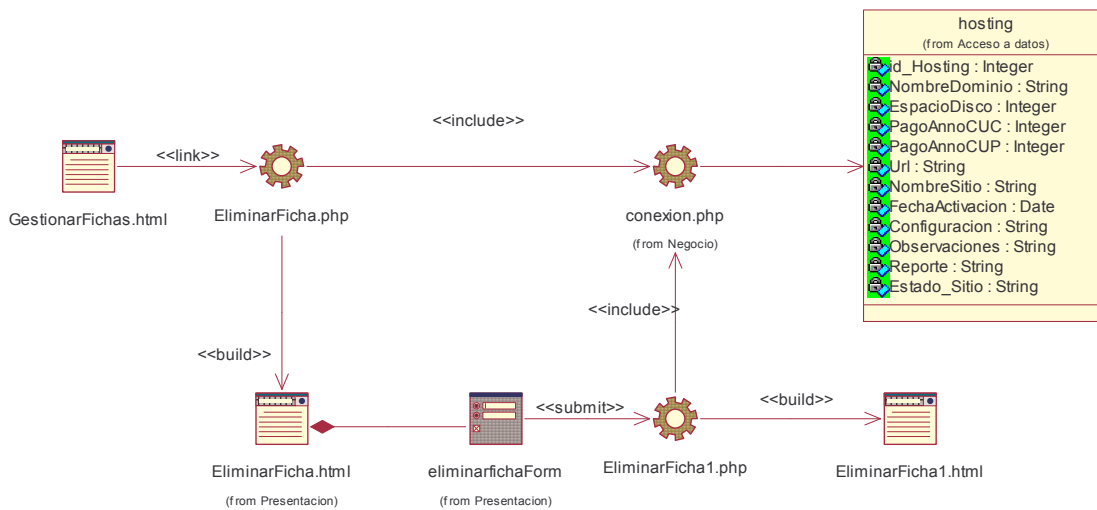 hosting
(from Acceso a datos)
id_Hosting : Integer
NombreDominio : String
EspacioDisco : Integer
PagoAnnoCUC : Integer
PagoAnnoCUP : Integer
Url : String
NombreSitio : String
FechaActivacion : Date
Configuracion : String
Observaciones : String
Reporte : String
Estado_Sitio : String
<<include>>
<<link>>
GestionarFichas.html
EliminarFicha.php
conexion.php
(from Negocio)
<<include>>
<<build>>
<<submit>>
<<build>>
EliminarFicha.html
(from Presentacion)
eliminarfichaForm
(from Presentacion)
EliminarFicha1.php
EliminarFicha1.html